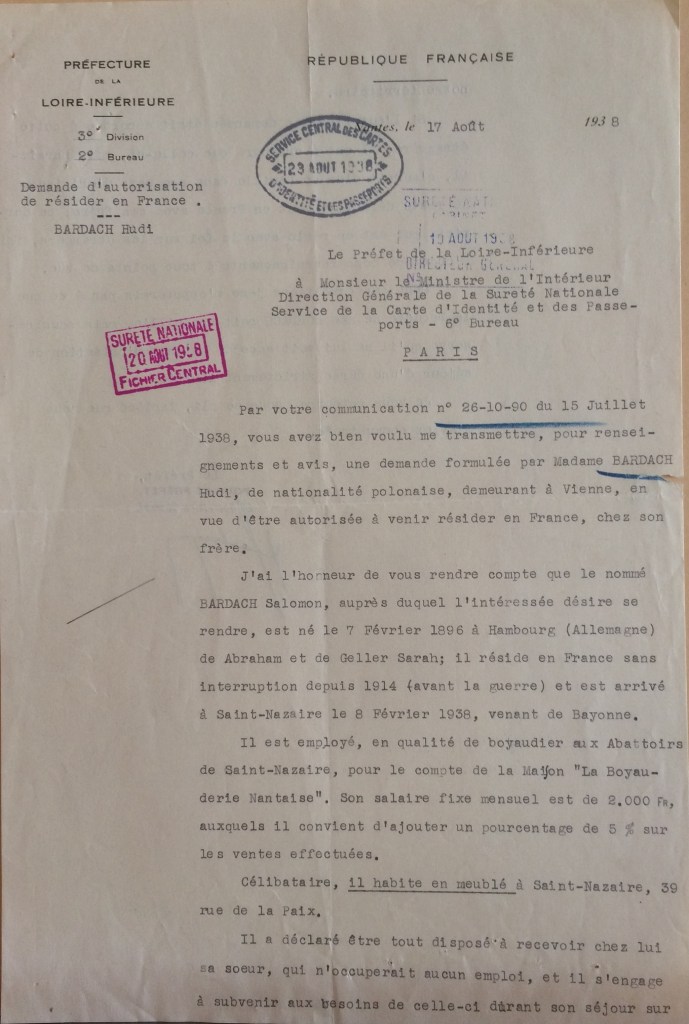 PRÉFECTURE
DE LA
LOIRE-INFÉRIEURE
3º Division
2º Bureau
Demande d'autorisation
de résider en France .
BARDACH Hudi
RÉPUBLIQUE FRANÇAISE
Nantes, le 17 Août 1938
SERVICE CENTRAL DES CARTES
23 AOUT 1938
D'IDENTITÉ ET DES PASSEPORTS
SURETÉ NATI
19 AOUT 193
DIRECTEUR GÉNÉRAL
Le Préfet de la Loire-Inférieure
à Monsieur le Ministre de l'Intérieur
Direction Générale de la Sureté Nationale
Service de la Carte d'Identité et des Passe-
ports - 6º Bureau
PARIS
SURETÉ NATIONALE
20 AOUT 1938
FICHIER CENTRAL
Par votre communication nº 26-10-90 du 15 Juillet
1938, vous avez bien voulu me transmettre, pour rensei-
gnements et avis, une demande formulée par Madame BARDACH
Hudi, de nationalité polonaise, demeurant à Vienne, en
vue d'être autorisée à venir résider en France, chez son
frère.
J'ai l'honneur de vous rendre compte que le nommé
BARDACH Salomon, auprès duquel l'intéressée désire se
rendre, est né le 7 Février 1896 à Hambourg (Allemagne)
de Abraham et de Geller Sarah; il réside en France sans
interruption depuis 1914 (avant la guerre) et est arrivé
à Saint-Nazaire le 8 Février 1938, venant de Bayonne.
Il est employé, en qualité de boyaudier aux Abattoirs
de Saint-Nazaire, pour le compte de la Maison "La Boyau-
derie Nantaise". Son salaire fixe mensuel est de 2.000 Fr,
auxquels il convient d'ajouter un pourcentage de 5 % sur
les ventes effectuées.
Célibataire, il habite en meublé à Saint-Nazaire, 39
rue de la Paix.
Il a déclaré être tout disposé à recevoir chez lui
sa soeur, qui n'occuperait aucun emploi, et il s'engage
à subvenir aux besoins de celle-ci durant son séjour sur